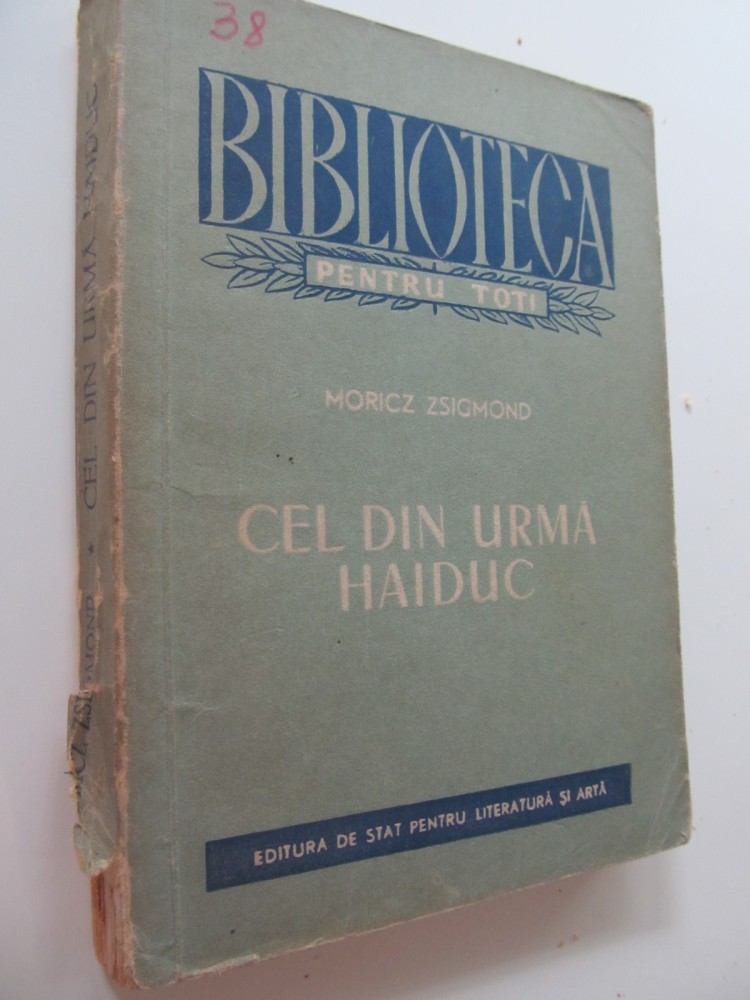 38
BIBLIOTECA
PENTRU TOTI
MORICZ ZSIGMOND
CEL DIN URMĂ
HAIDUC
EDITURA DE STAT PENTRU LITERATURĂ ȘI ARTĂ
* CEL DIN URMĂ HAIDUC